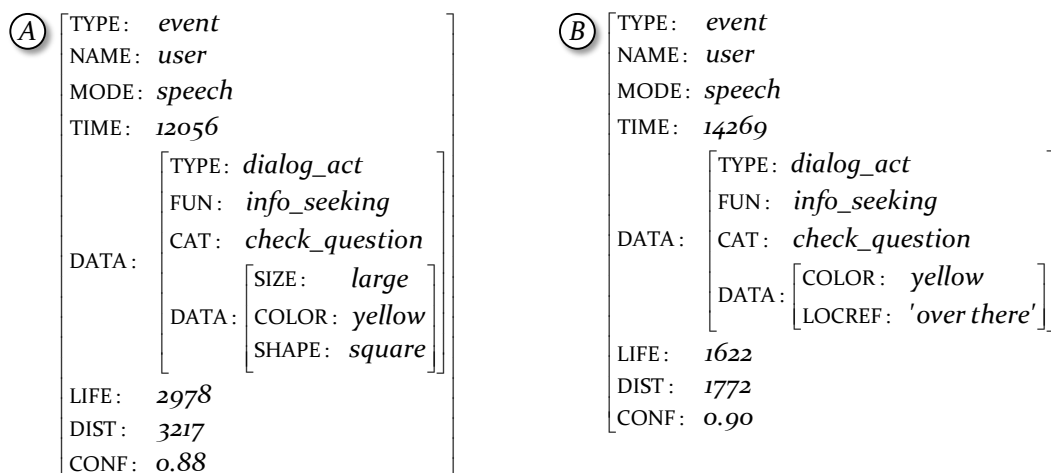 A
TYPE: event
NAME: user
MODE: speech
TIME: 12056
DATA:
TYPE: dialog_act
FUN: info_seeking
CAT: check_question
DATA:
SIZE: large
COLOR: yellow
SHAPE: square
LIFE: 2978
DIST: 3217
CONF: 0.88
B
TYPE: event
NAME: user
MODE: speech
TIME: 14269
DATA:
TYPE: dialog_act
FUN: info_seeking
CAT: check_question
DATA:
COLOR: yellow
LOCREF: 'over there'
LIFE: 1622
DIST: 1772
CONF: 0.90